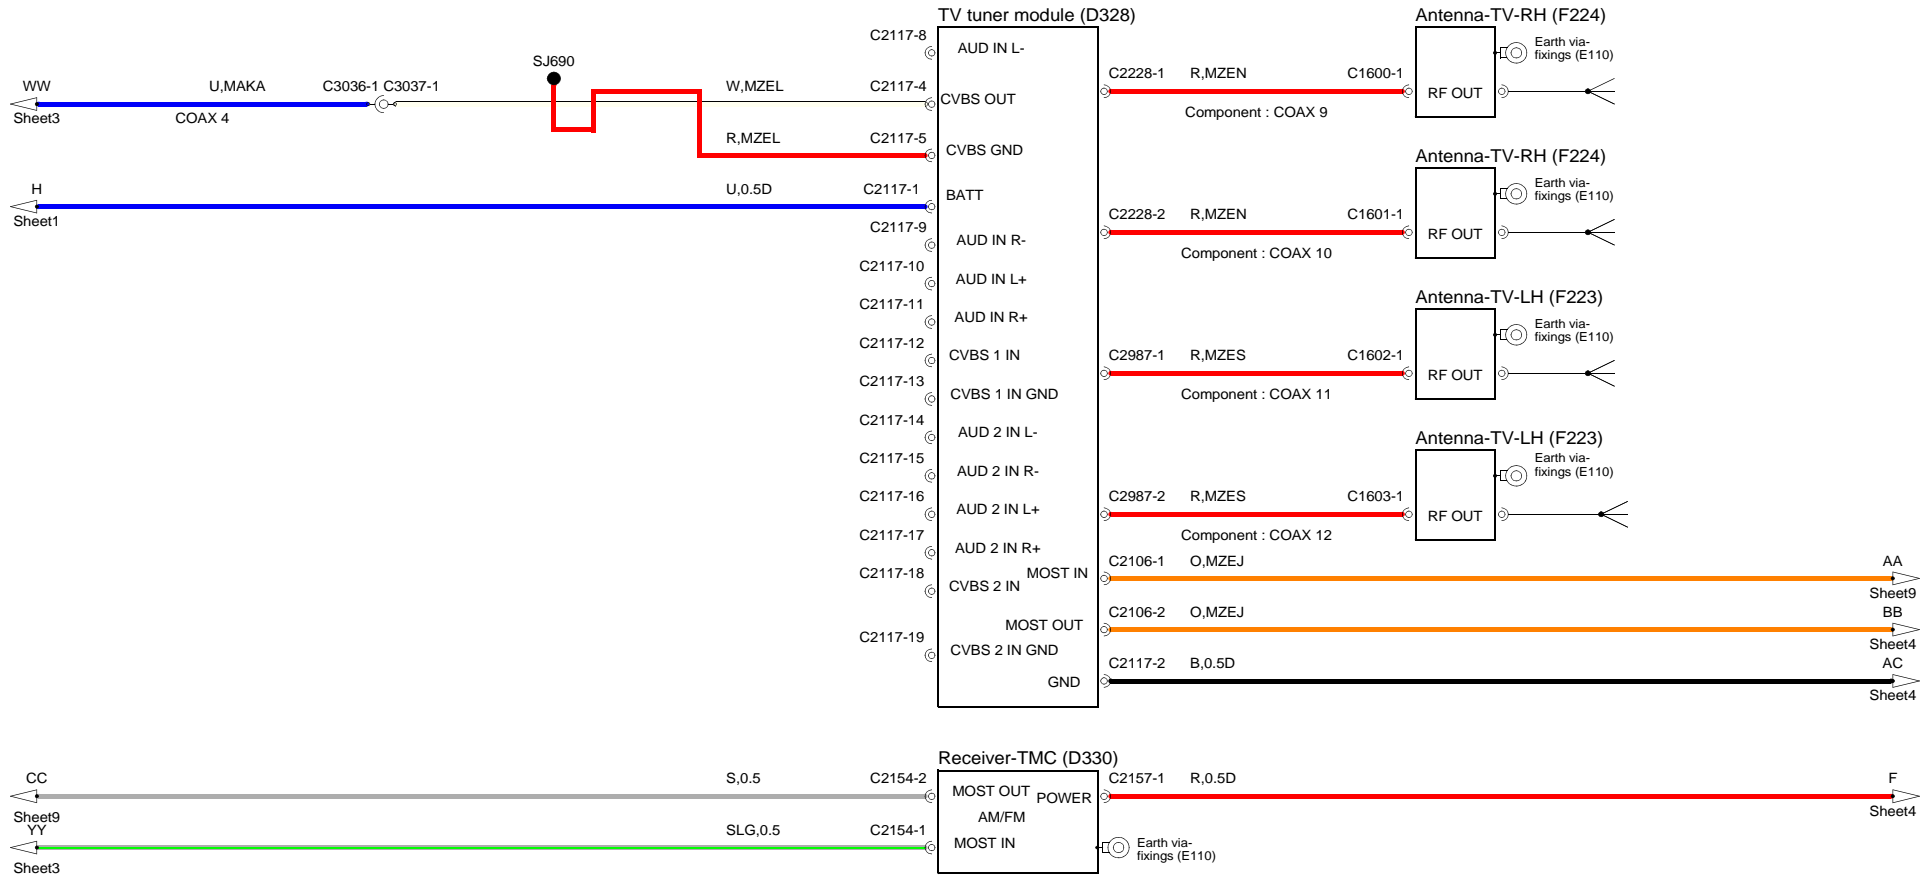 TV tuner module (D328)
Antenna-TV-RH (F224)
C2117-8
AUD IN L-
Earth via-
fixings (E110)
SJ690
WW
U,MAKA
C3036-1 C3037-1
W,MZEL
C2117-4
CVBS OUT
C2228-1
R,MZEN
C1600-1
RF OUT
Sheet3
COAX 4
Component : COAX 9
R,MZEL
C2117-5
CVBS GND
Antenna-TV-RH (F224)
Earth via-
fixings (E110)
H
U,0.5D
C2117-1
BATT
Sheet1
C2228-2
R,MZEN
C1601-1
RF OUT
Component : COAX 10
C2117-9
AUD IN R-
C2117-10
AUD IN L+
C2117-11
AUD IN R+
Antenna-TV-LH (F223)
Earth via-
fixings (E110)
C2117-12
CVBS 1 IN
C2987-1
R,MZES
C1602-1
RF OUT
Component : COAX 11
C2117-13
CVBS 1 IN GND
C2117-14
AUD 2 IN L-
Antenna-TV-LH (F223)
Earth via-
fixings (E110)
C2117-15
AUD 2 IN R-
C2117-16
AUD 2 IN L+
C2987-2
R,MZES
C1603-1
RF OUT
Component : COAX 12
C2117-17
AUD 2 IN R+
C2117-18
CVBS 2 IN
MOST IN
C2106-1
O,MZEJ
AA
Sheet9
MOST OUT
C2106-2
O,MZEJ
BB
Sheet4
C2117-19
CVBS 2 IN GND
GND
C2117-2
B,0.5D
AC
Sheet4
Receiver-TMC (D330)
CC
S,0.5
C2154-2
MOST OUT
POWER
C2157-1
R,0.5D
F
Sheet4
Sheet9
AM/FM
YY
SLG,0.5
C2154-1
MOST IN
Earth via-
fixings (E110)
Sheet3